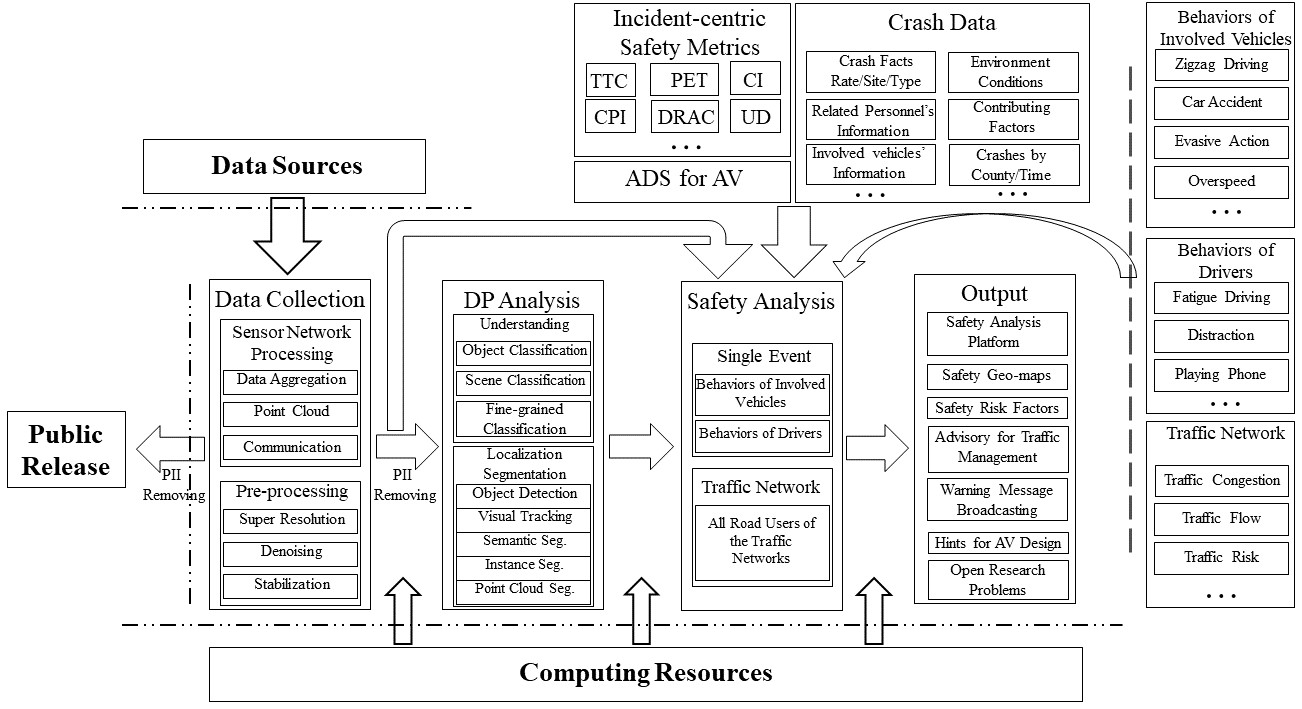 Incident-centric
Safety Metrics
TTC
PET
CI
CPI
DRAC
UD
• • •
ADS for AV
Crash Data
Crash Facts
Rate/Site/Type
Environment
Conditions
Related Personnel's
Information
Contributing
Factors
Involved vehicles'
Information
Crashes by
County/Time
• • •
• • •
Behaviors of
Involved Vehicles
Zigzag Driving
Car Accident
Evasive Action
Overspeed
• • •
Behaviors of
Drivers
Fatigue Driving
Distraction
Playing Phone
• • •
Traffic Network
Traffic Congestion
Traffic Flow
Traffic Risk
• • •
Data Sources
Public
Release
PII
Removing
Data Collection
Sensor Network
Processing
Data Aggregation
Point Cloud
Communication
Pre-processing
Super Resolution
Denoising
Stabilization
PII
Removing
DP Analysis
Understanding
Object Classification
Scene Classification
Fine-grained
Classification
Localization
Segmentation
Object Detection
Visual Tracking
Semantic Seg.
Instance Seg.
Point Cloud Seg.
Safety Analysis
Single Event
Behaviors of Involved
Vehicles
Behaviors of Drivers
Traffic Network
All Road Users of
the Traffic
Networks
Output
Safety Analysis
Platform
Safety Geo-maps
Safety Risk Factors
Advisory for Traffic
Management
Warning Message
Broadcasting
Hints for AV Design
Open Research
Problems
Computing Resources